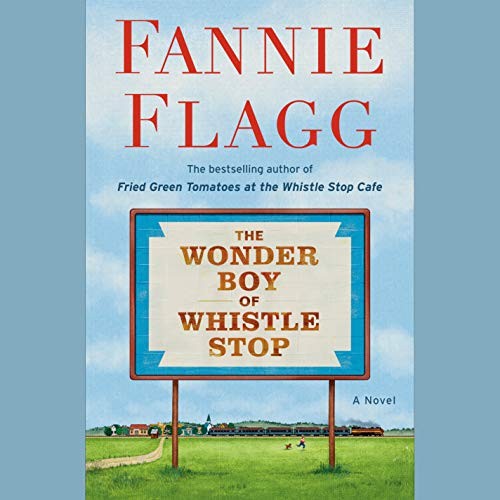 FANNIE
FLAGG
The bestselling author of
Fried Green Tomatoes at the Whistle Stop Cafe
THE
WONDER
BOY
OF
WHISTLE
STOP
A Novel